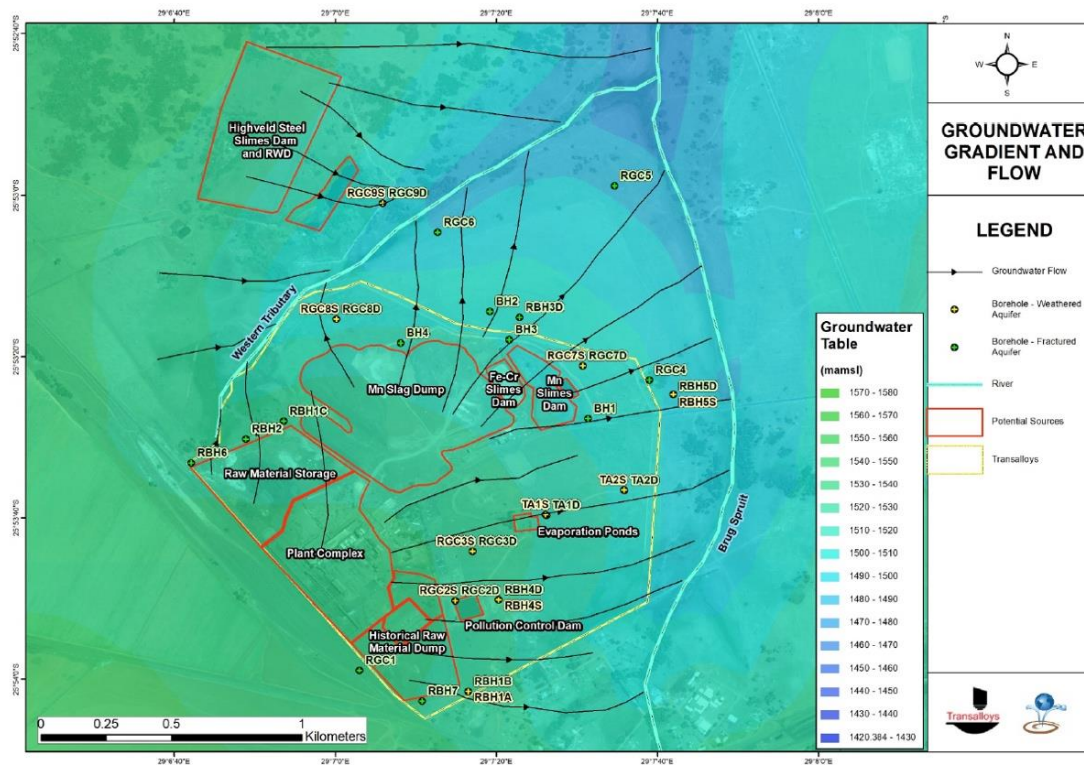 29°6'40"E
29°7'0"E
29°7'20"E
29°7'40"E
29°8'0"E
25°52'40"S
25°53'0"S
25°53'20"S
25°53'40"S
25°54'0"S
Highveld Steel
Slimes Dam
and RWD
RGC9S RGC9D
RGC5
RGC6
Western Tributary
RGC8S RGC8D
BH2
RBH3D
BH4
BH3
RGC7S RGC7D
Mn Slag Dump
Fe-Cr
Slimes
Dam
Mn
Slimes
Dam
RGC4
RBH5D
RBH5S
BH1
RBH1C
RBH2
RBH6
Raw Material Storage
TA2S TA2D
TA1S TA1D
Evaporation Ponds
Brug Spruit
Plant Complex
RGC3S RGC3D
RGC2S RGC2D
RBH4D
RBH4S
Pollution Control Dam
Historical Raw
Material Dump
RGC1
RBH7
RBH1B
RBH1A
0 0.25 0.5 1
Kilometers
Groundwater
Table
(mamsl)
1570 - 1580
1560 - 1570
1550 - 1560
1540 - 1550
1530 - 1540
1520 - 1530
1510 - 1520
1500 - 1510
1490 - 1500
1480 - 1490
1470 - 1480
1460 - 1470
1450 - 1460
1440 - 1450
1430 - 1440
1420.384 - 1430
N
W E
S
GROUNDWATER
GRADIENT AND
FLOW
LEGEND
Groundwater Flow
Borehole - Weathered
Aquifer
Borehole - Fractured
Aquifer
River
Potential Sources
Transalloys
Transalloys